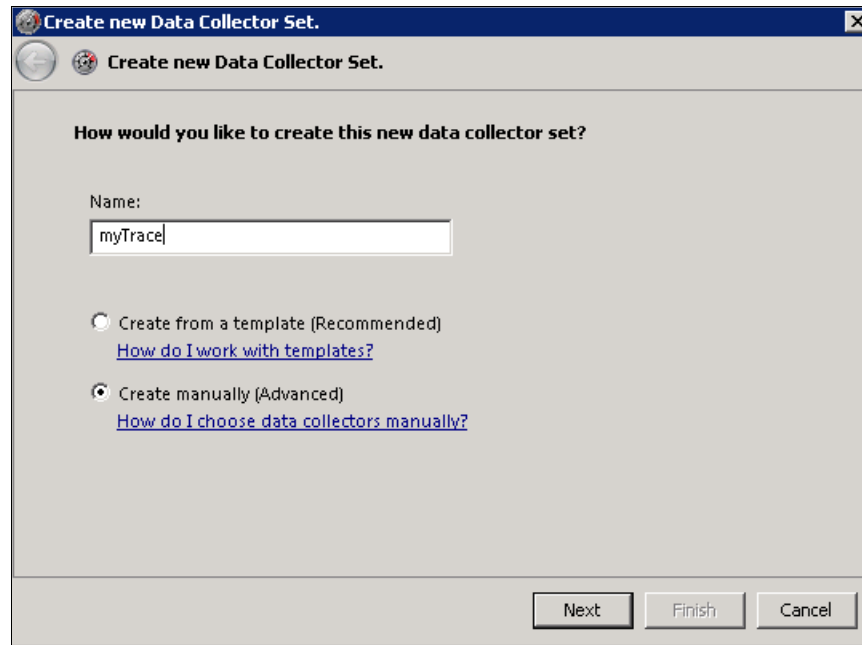 Create new Data Collector Set.
Create new Data Collector Set.
How would you like to create this new data collector set?
Name:
myTrace
Create from a template (Recommended)
How do I work with templates?
Create manually (Advanced)
How do I choose data collectors manually?
Next Finish Cancel